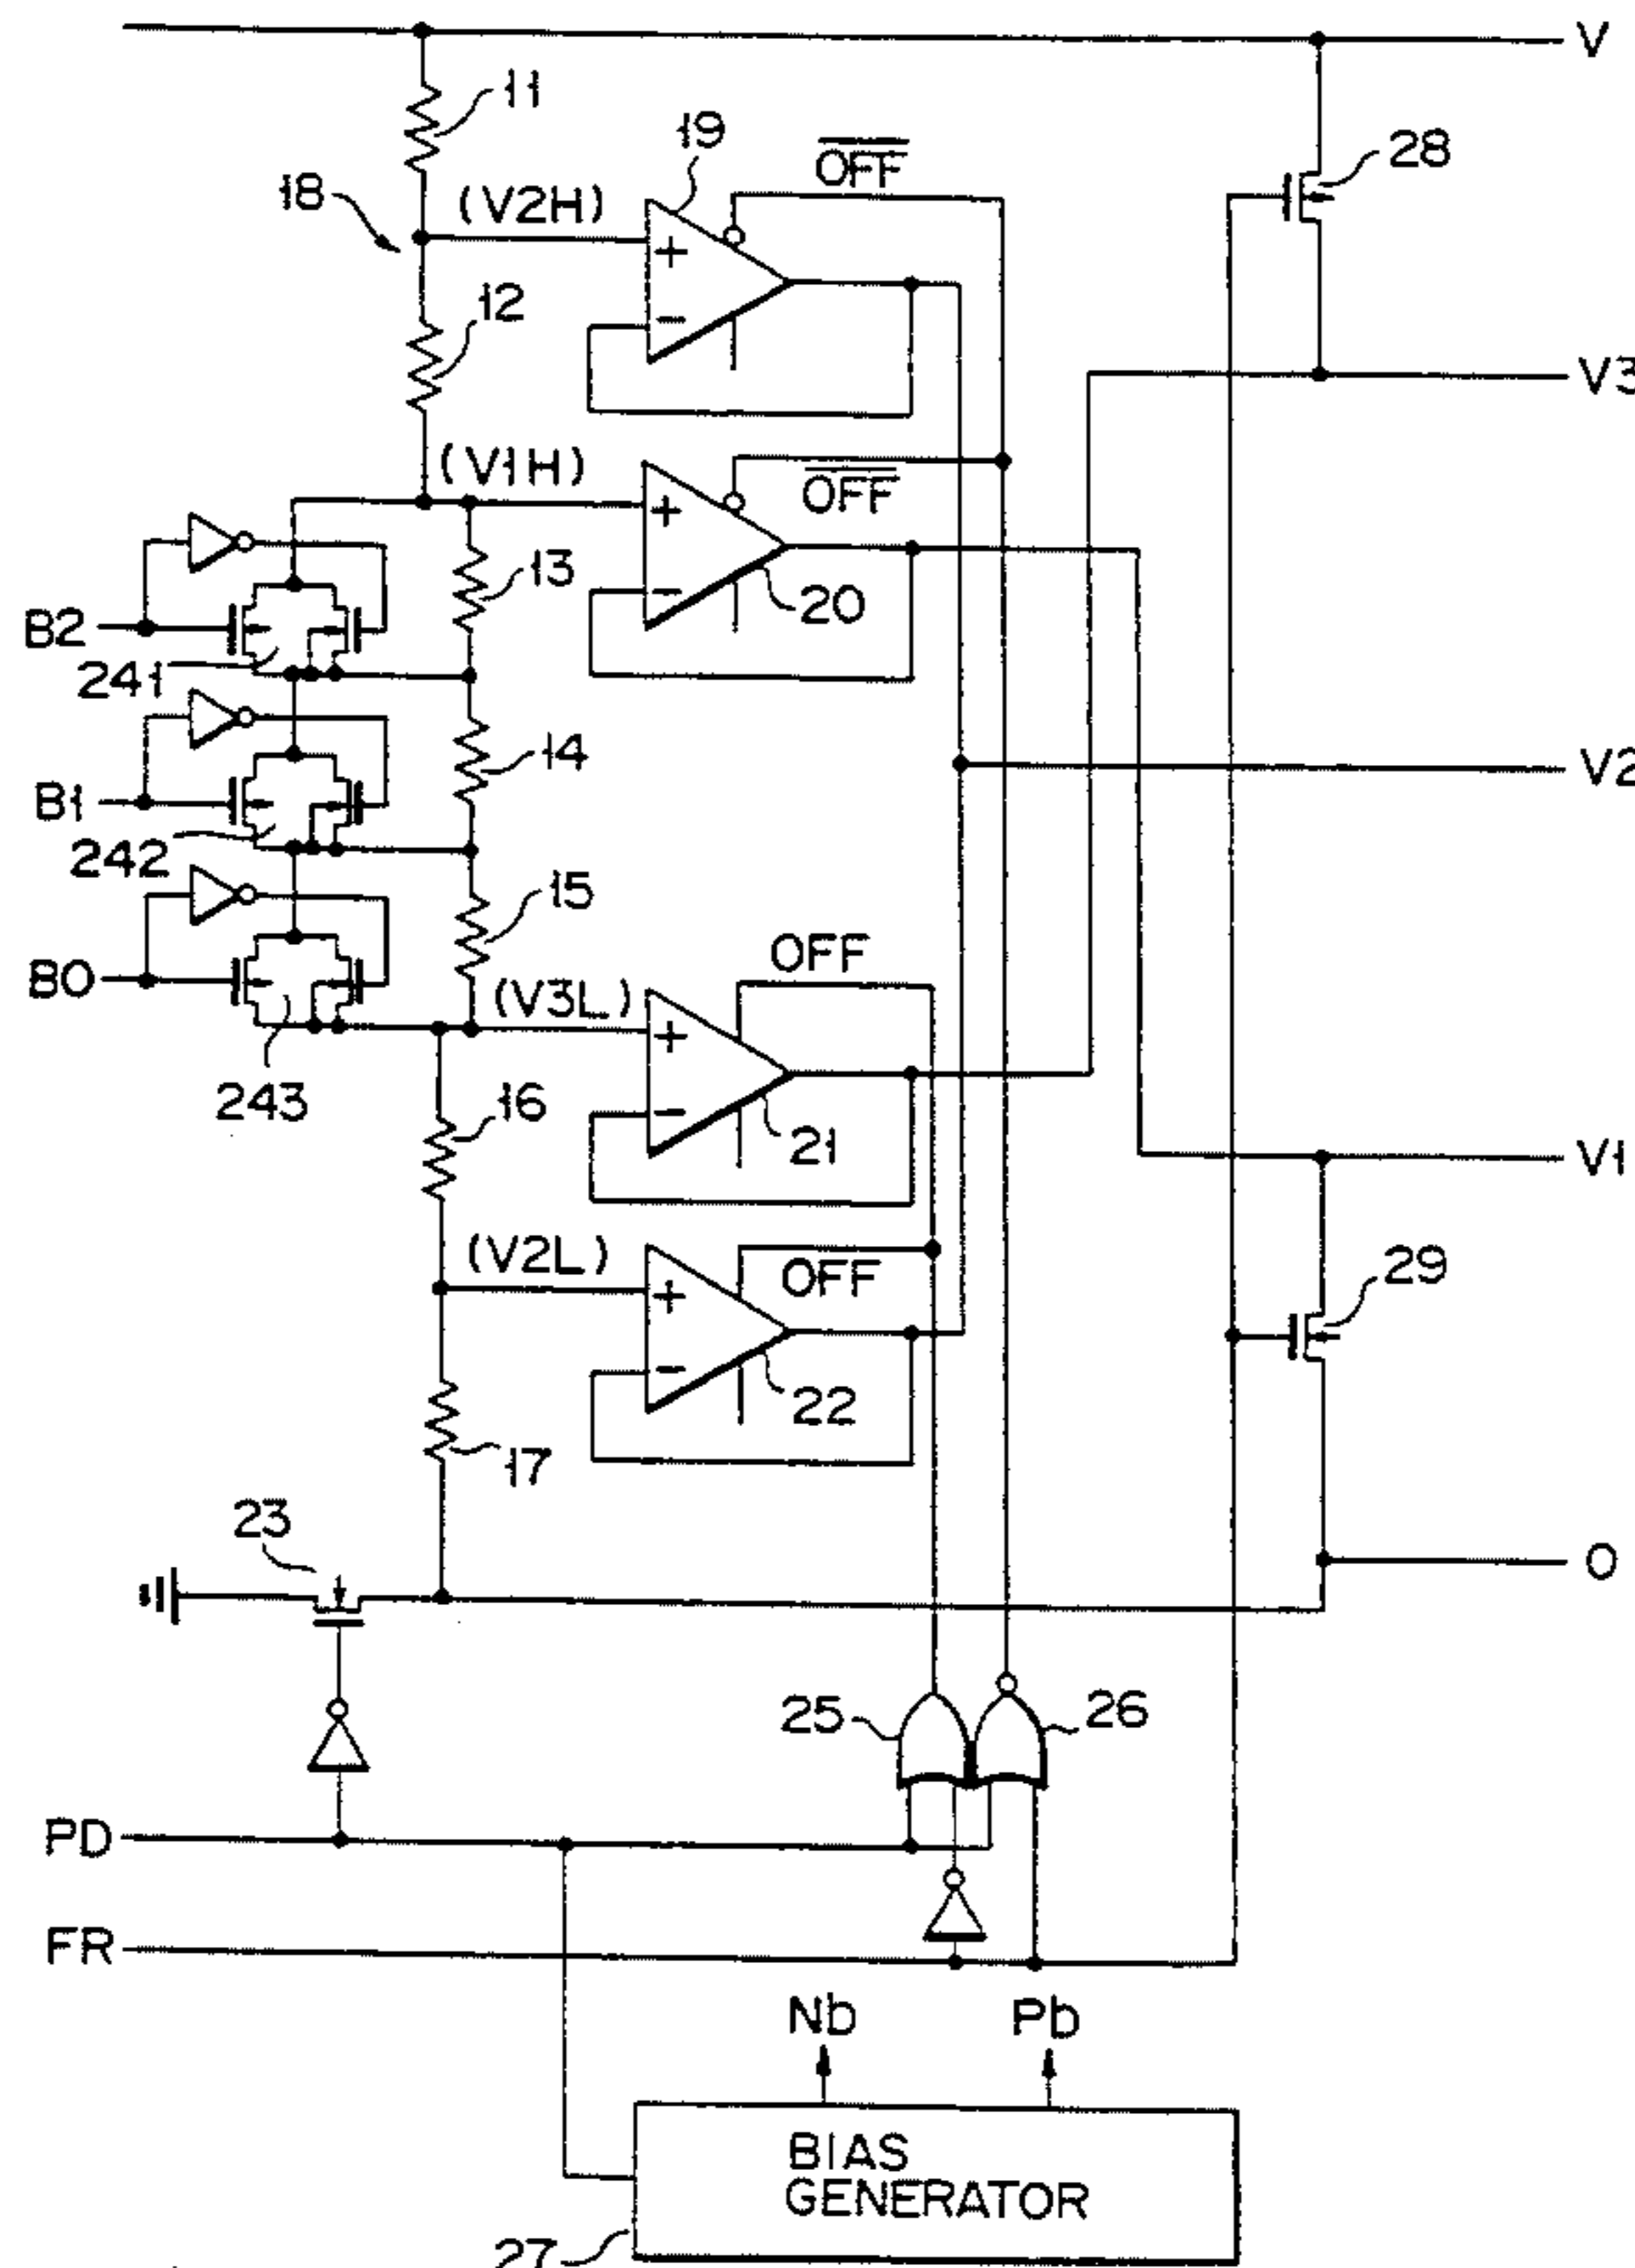 V
11
19
OFF
28
18
(V2H)
+
12
-
V3
(V1H)
OFF
+
13
20
B2
-
241
14
V2
B1
242
15
OFF
B0
(V3L)
+
243
16
-
21
V1
(V2L)
OFF
29
+
-
22
17
23
0
25
26
PD
FR
Nb
Pb
BIAS
GENERATOR
27